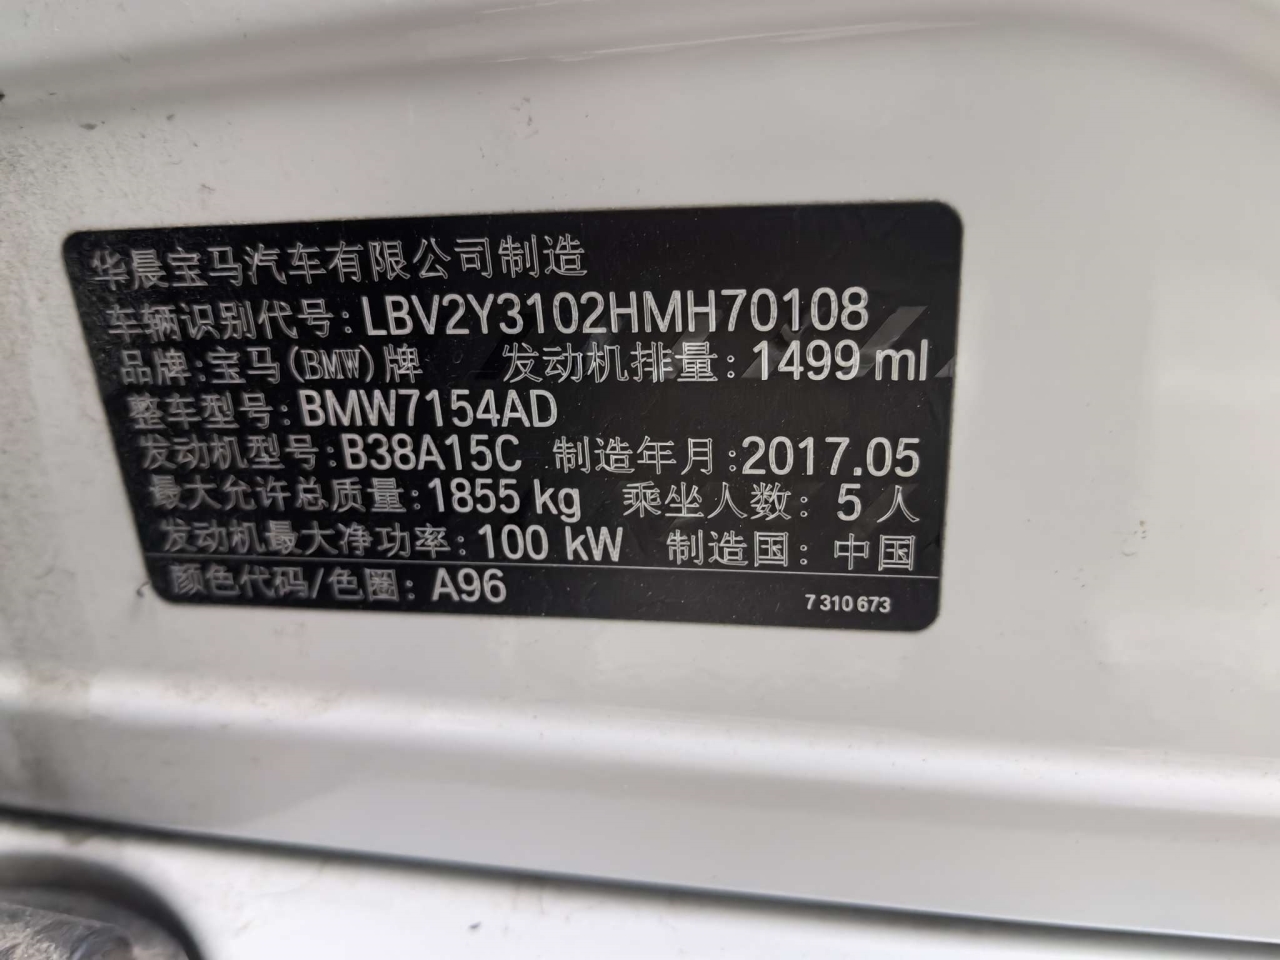 华晨宝马汽车有限公司制造
车辆识别代号: LBV2Y3102HMH70108
品牌:宝马(BMW)牌 发动机排量: 1499 ml
整车型号: BMW7154AD
发动机型号: B38A15C 制造年月:2017.05
最大允许总质量: 1855 kg 乘坐人数: 5 人
发动机最大净功率: 100 kW 制造国: 中国
颜色代码/色圈: A96
7 310 673